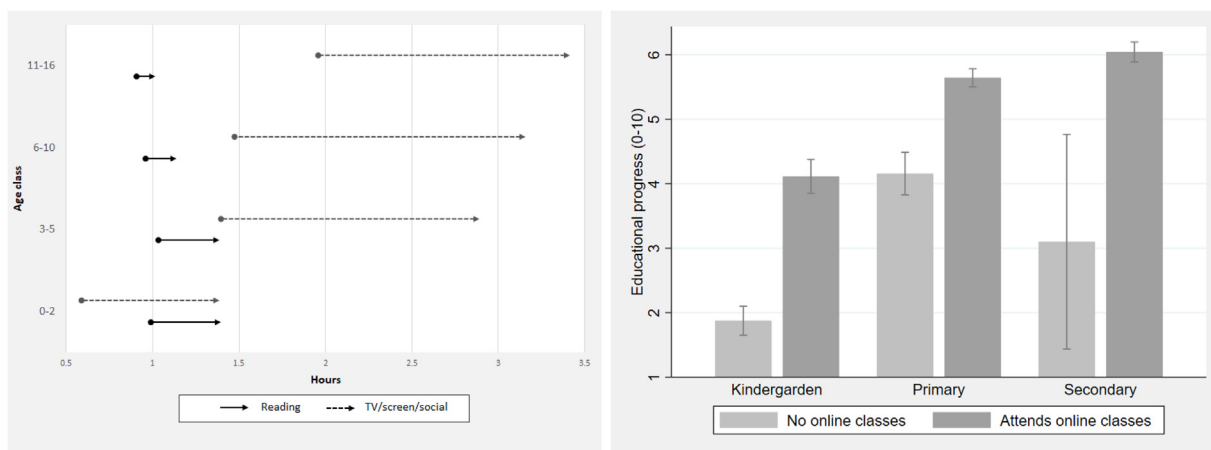 Age class
11-16
6-10
3-5
0-2
0.5 1 1.5 2 2.5 3 3.5
Hours
Reading TV/screen/social
Educational progress (0-10)
6
5
4
3
2
1
Kindergarden Primary Secondary
No online classes Attends online classes